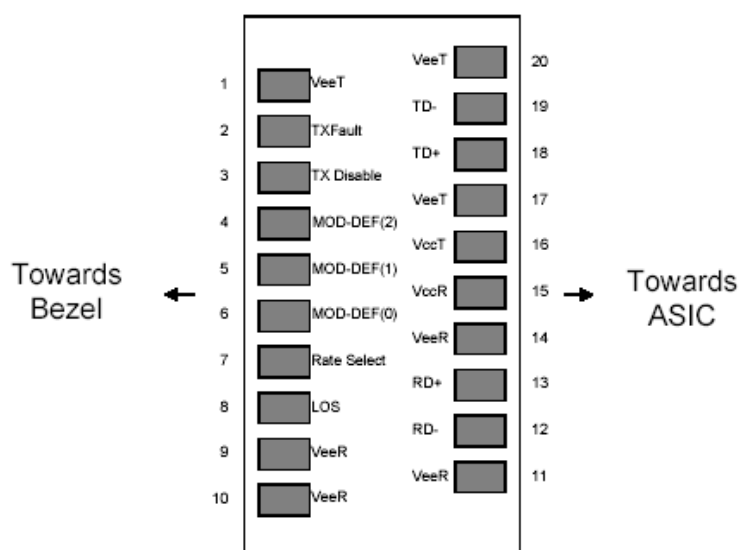 1 VeeT
2 TXFault
3 TX Disable
4 MOD-DEF(2)
5 MOD-DEF(1)
6 MOD-DEF(0)
7 Rate Select
8 LOS
9 VeeR
10 VeeR
VeeT 20
TD- 19
TD+ 18
VeeT 17
VccT 16
VccR 15
VeeR 14
RD+ 13
RD- 12
VeeR 11
Towards
Bezel
Towards
ASIC